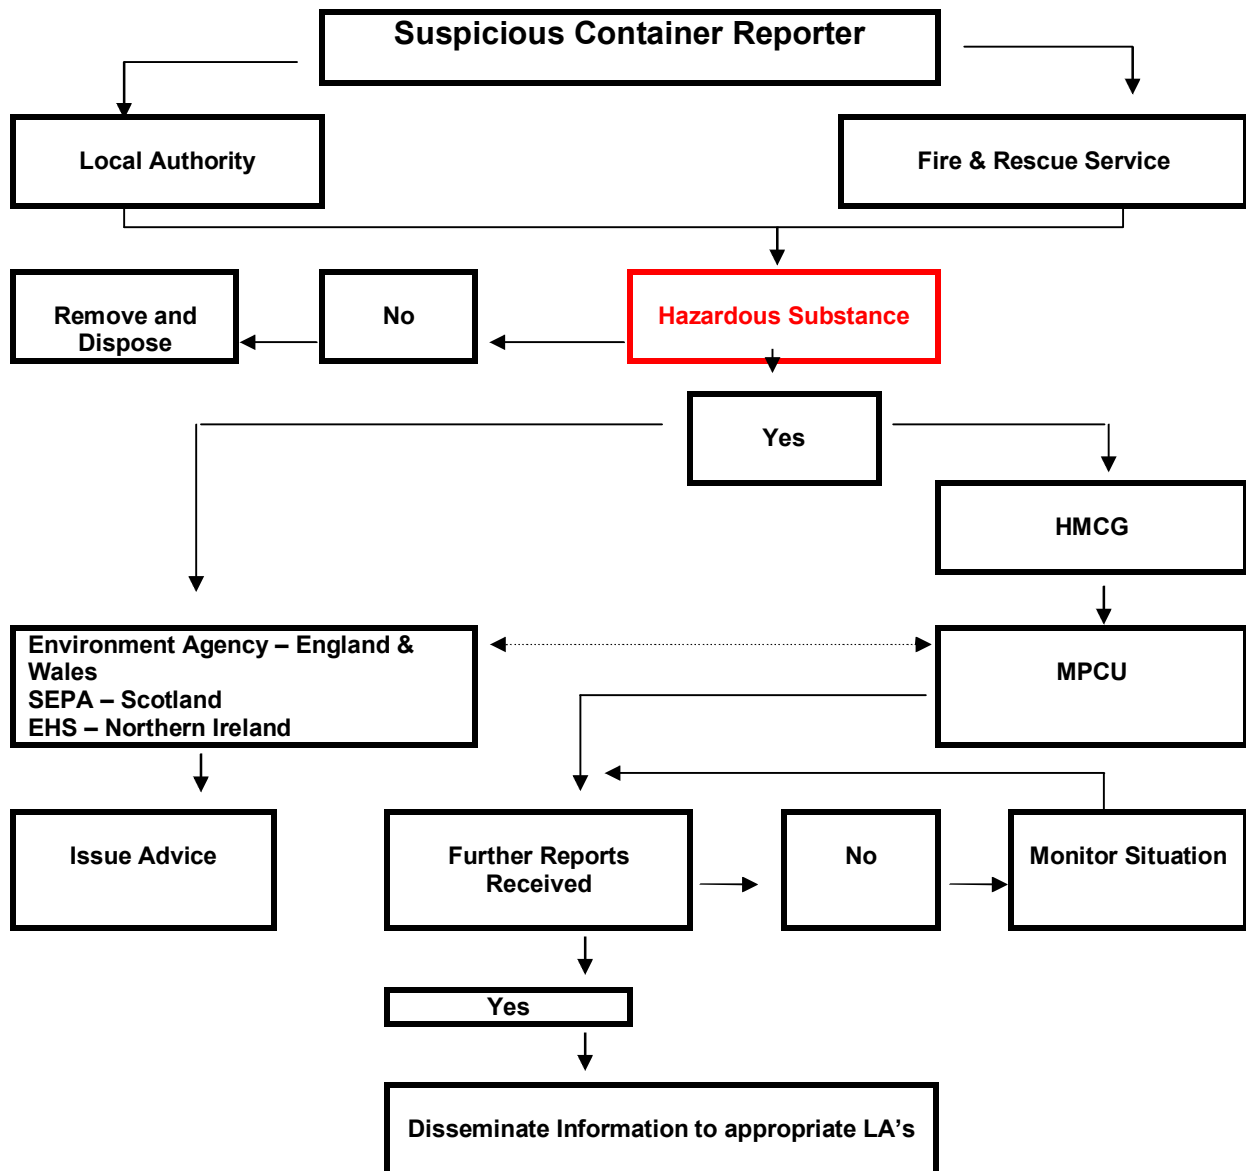 Suspicious Container Reporter
Local Authority
Fire & Rescue Service
Remove and
Dispose
No
Hazardous Substance
Yes
HMCG
Environment Agency – England &
Wales
SEPA – Scotland
EHS – Northern Ireland
MPCU
Issue Advice
Further Reports
Received
No
Monitor Situation
Yes
Disseminate Information to appropriate LA’s